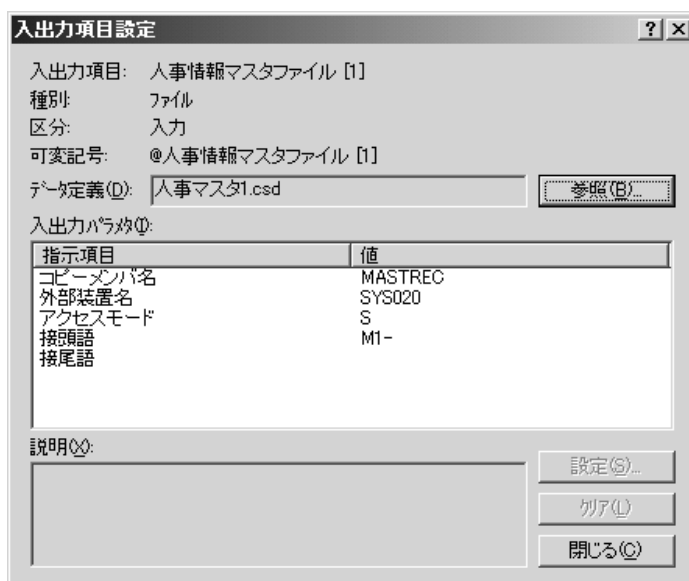 入出力項目設定
入出力項目: 人事情報マスタファイル [1]
種別: ファイル
区分: 入力
可変記号: @人事情報マスタファイル [1]
データ定義(D): 人事マスタ1.csd 参照(B)...
入出力パラメタ(I):
指示項目 値
コピーメンバ名 MASTREC
外部装置名 SYS020
アクセスモード S
接頭語 M1-
接尾語
説明(X):
設定(S)...
クリア(L)
閉じる(C)